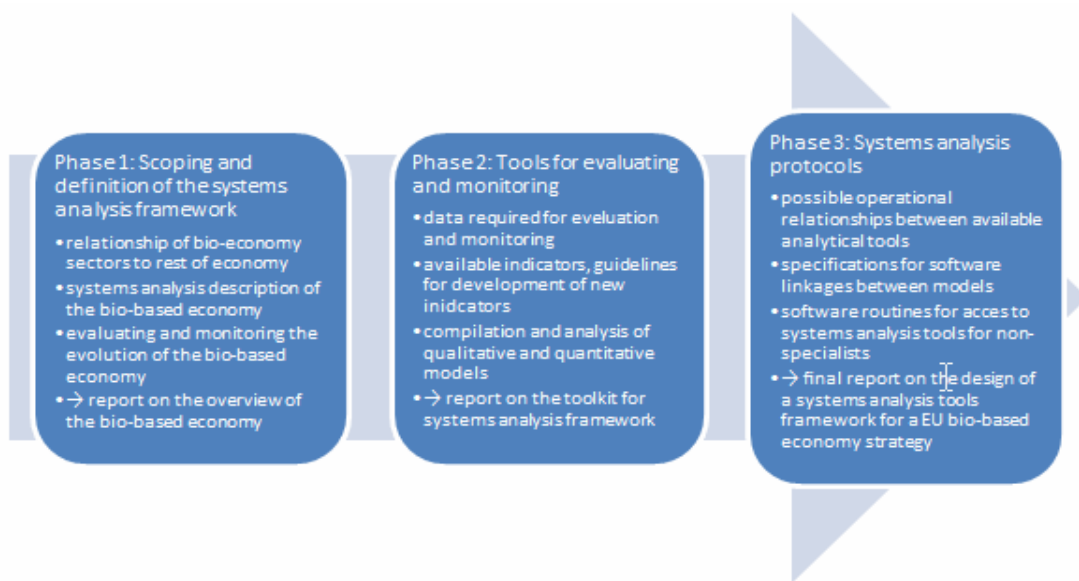 Phase 1: Scoping and
definition of the systems
analysis framework
•relationship of bio-economy
sectors to rest of economy
•systems analysis description of
the bio-based economy
•evaluating and monitoring the
evolution of the bio-based
economy
•→ report on the overview of
the bio-based economy
Phase 2: Tools for evaluating
and monitoring
•data required for eveluation
and monitoring
•available indicators, guidelines
for development of new
inidcators
•compilation and analysis of
qualitative and quantitative
models
•→ report on the toolkit for
systems analysis framework
Phase 3: Systems analysis
protocols
•possible operational
relationships between available
analytical tools
•specifications for software
linkages between models
•software routines for acces to
systems analysis tools for non-
specialists
•→ final report on the design of
a systems analysis tools
framework for a EU bio-based
economy strategy